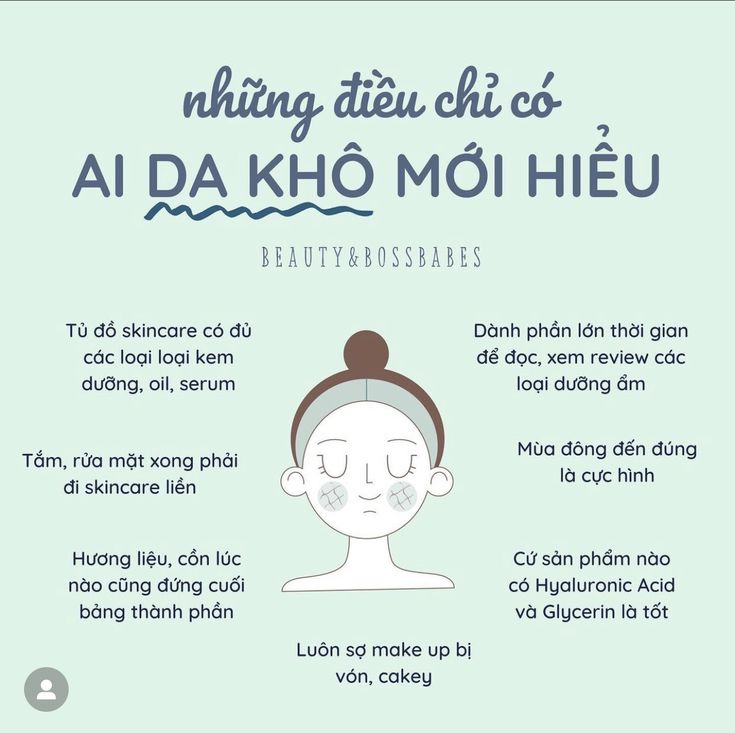 những điều chỉ có
AI DA KHÔ MỚI HIỂU
BEAUTY&BOSSBABES
Tủ đồ skincare có đủ
các loại loại kem
dưỡng, oil, serum
Dành phần lớn thời gian
để đọc, xem review các
loại dưỡng ẩm
Tắm, rửa mặt xong phải
đi skincare liền
Mùa đông đến đúng
là cực hình
Hương liệu, cồn lúc
nào cũng đứng cuối
bảng thành phần
Cứ sản phẩm nào
có Hyaluronic Acid
và Glycerin là tốt
Luôn sợ make up bị
vón, cakey